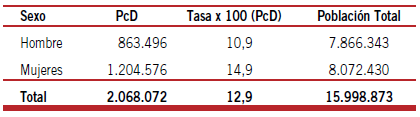 Sexo PcD Tasa x 100 (PcD) Población Total
Hombre 863.496 10,9 7.866.343
Mujeres 1.204.576 14,9 8.072.430
Total 2.068.072 12,9 15.998.873